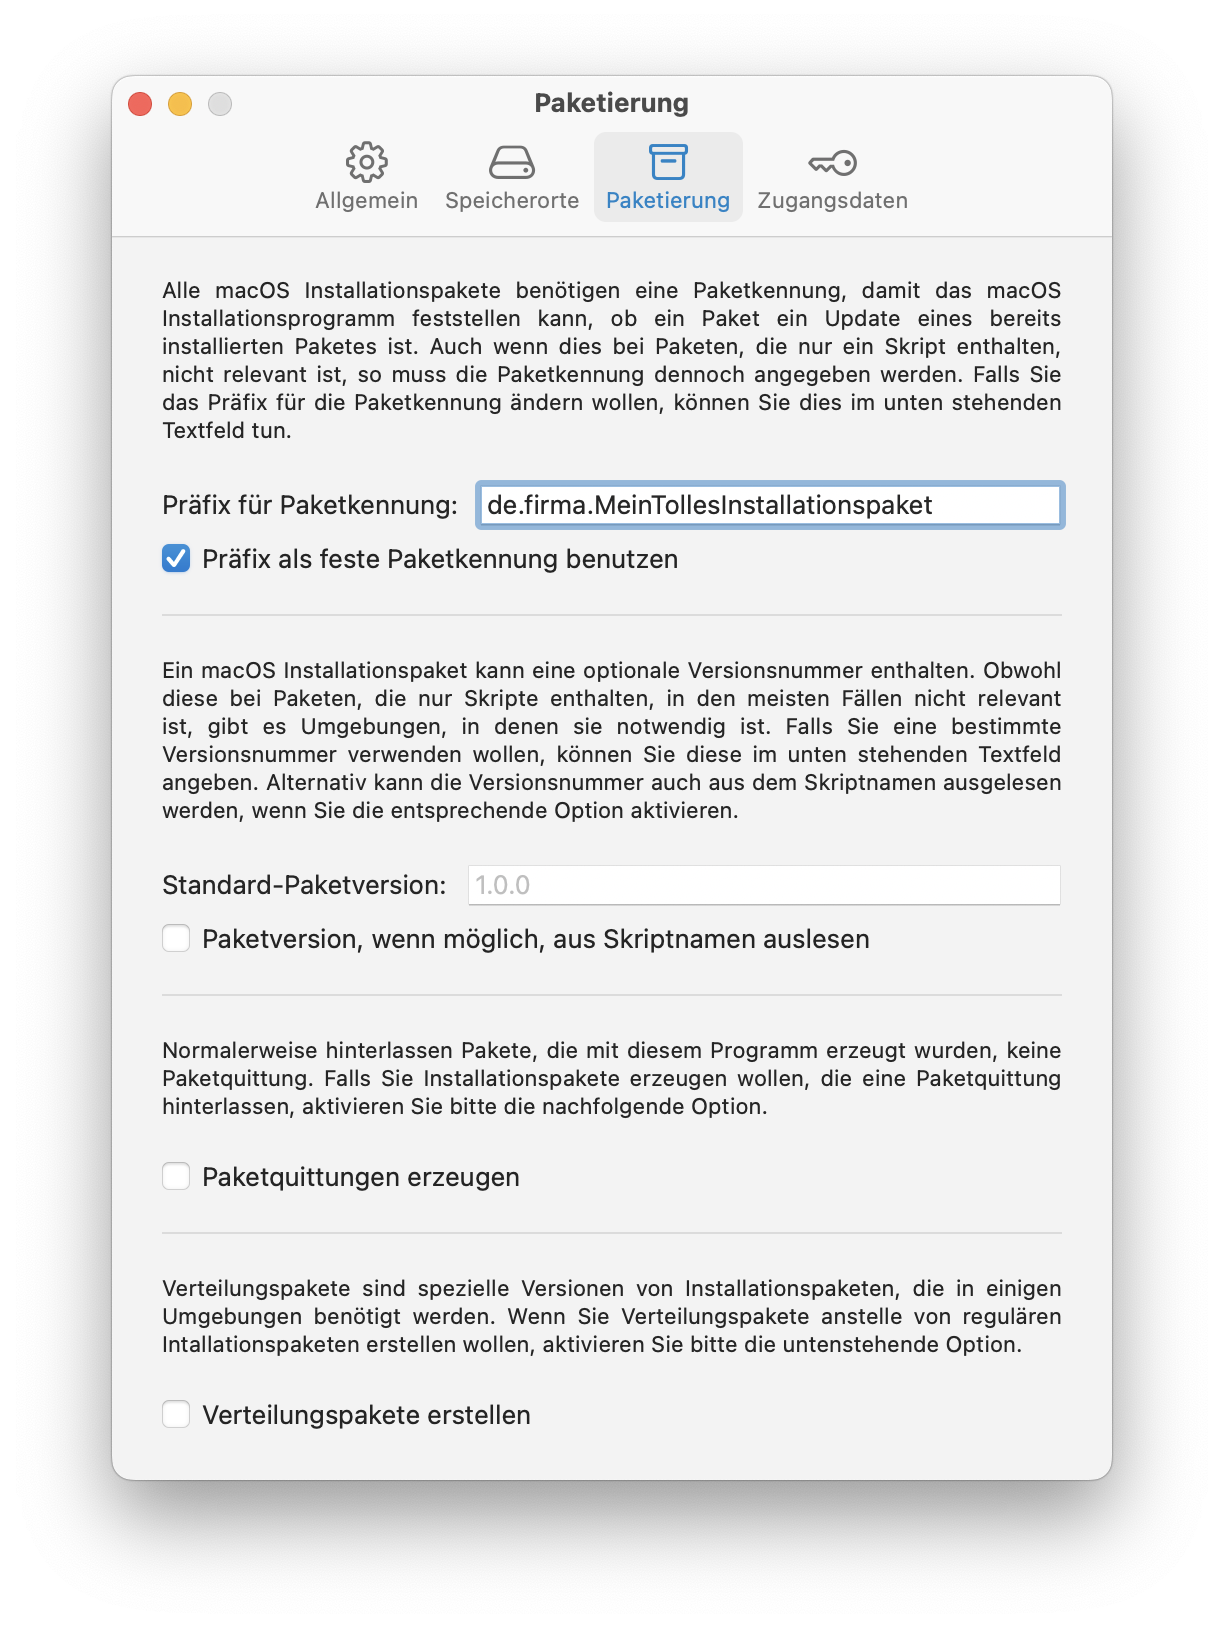 Paketierung
Allgemein Speicherorte Paketierung Zugangsdaten
Alle macOS Installationspakete benötigen eine Paketkennung, damit das macOS
Installationsprogramm feststellen kann, ob ein Paket ein Update eines bereits
installierten Paketes ist. Auch wenn dies bei Paketen, die nur ein Skript enthalten,
nicht relevant ist, so muss die Paketkennung dennoch angegeben werden. Falls Sie
das Präfix für die Paketkennung ändern wollen, können Sie dies im unten stehenden
Textfeld tun.
Präfix für Paketkennung: de.firma.MeinTollesInstallationspaket
Präfix als feste Paketkennung benutzen
Ein macOS Installationspaket kann eine optionale Versionsnummer enthalten. Obwohl
diese bei Paketen, die nur Skripte enthalten, in den meisten Fällen nicht relevant
ist, gibt es Umgebungen, in denen sie notwendig ist. Falls Sie eine bestimmte
Versionsnummer verwenden wollen, können Sie diese im unten stehenden Textfeld
angeben. Alternativ kann die Versionsnummer auch aus dem Skriptnamen ausgelesen
werden, wenn Sie die entsprechende Option aktivieren.
Standard-Paketversion: 1.0.0
Paketversion, wenn möglich, aus Skriptnamen auslesen
Normalerweise hinterlassen Pakete, die mit diesem Programm erzeugt wurden, keine
Paketquittung. Falls Sie Installationspakete erzeugen wollen, die eine Paketquittung
hinterlassen, aktivieren Sie bitte die nachfolgende Option.
Paketquittungen erzeugen
Verteilungspakete sind spezielle Versionen von Installationspaketen, die in einigen
Umgebungen benötigt werden. Wenn Sie Verteilungspakete anstelle von regulären
Intallationspaketen erstellen wollen, aktivieren Sie bitte die untenstehende Option.
Verteilungspakete erstellen